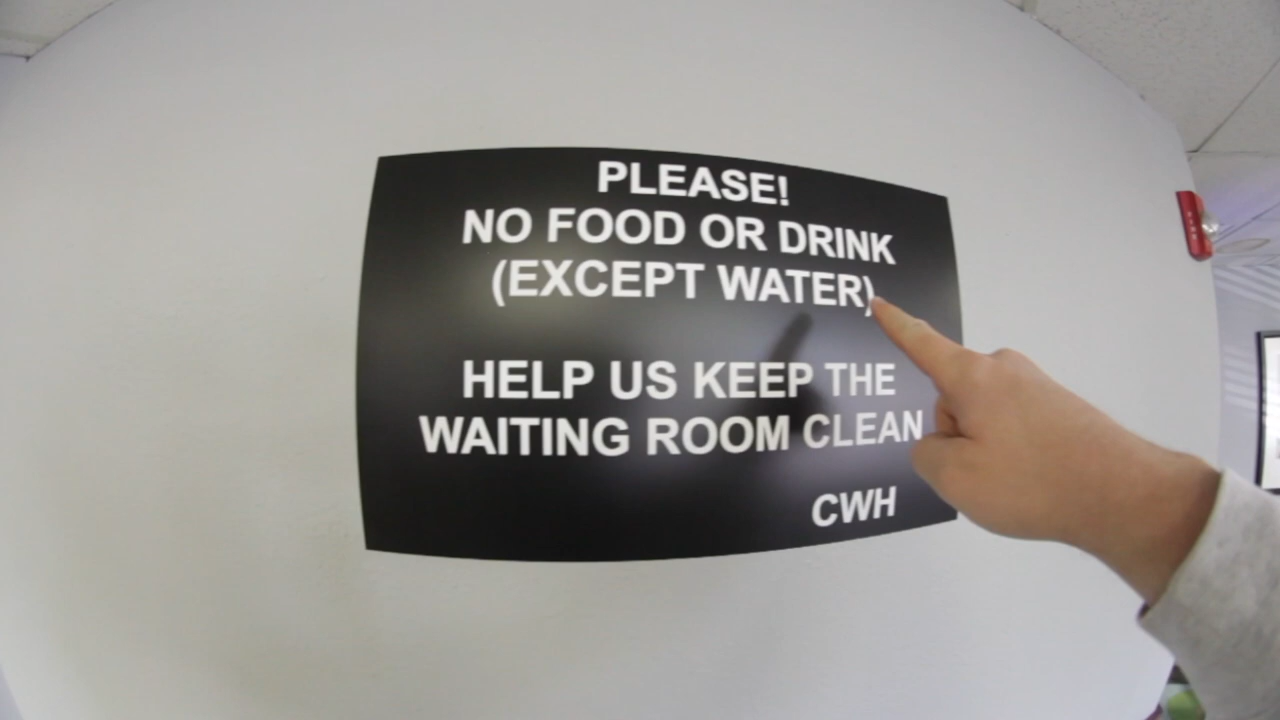 PLEASE!
NO FOOD OR DRINK
(EXCEPT WATER)
HELP US KEEP THE
WAITING ROOM CLEAN
CWH